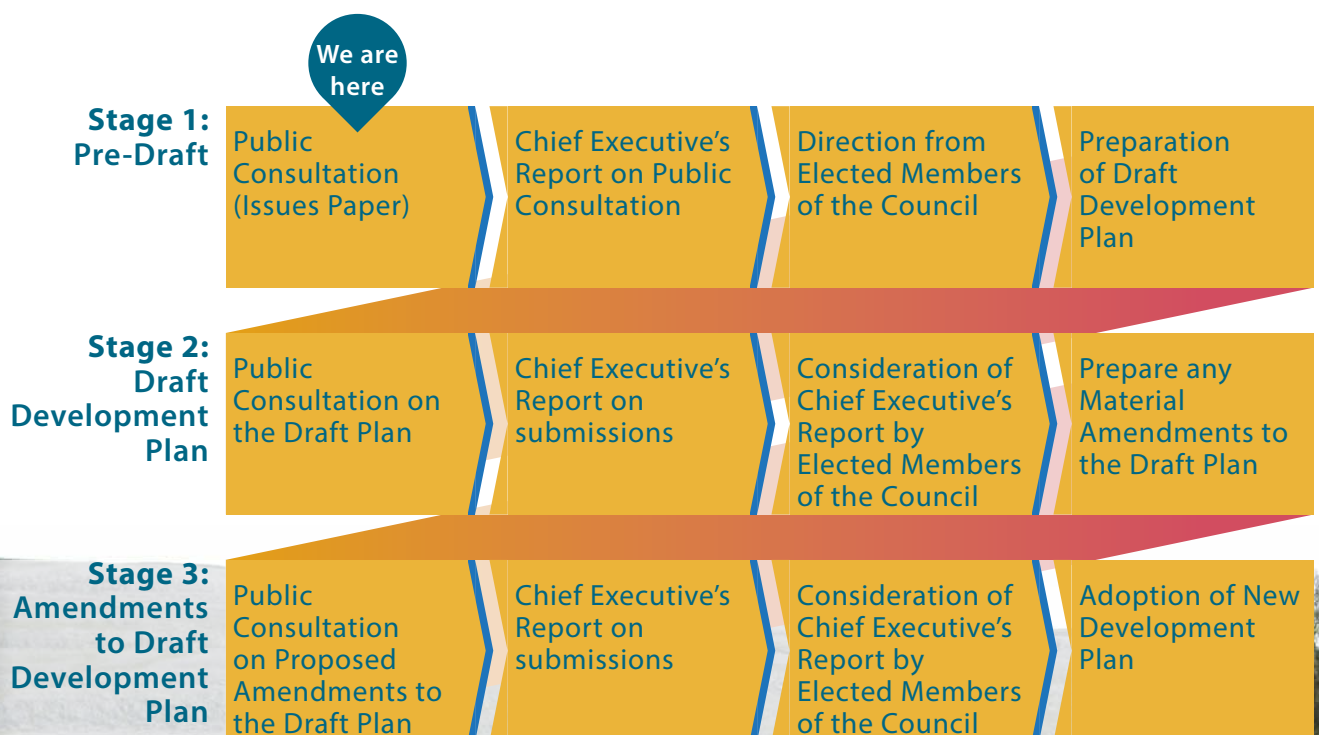 We are
here
Stage 1:
Pre-Draft
Public
Consultation
(Issues Paper)
Chief Executive’s
Report on Public
Consultation
Direction from
Elected Members
of the Council
Preparation
of Draft
Development
Plan
Stage 2:
Draft
Development
Plan
Public
Consultation on
the Draft Plan
Chief Executive’s
Report on
submissions
Consideration of
Chief Executive’s
Report by
Elected Members
of the Council
Prepare any
Material
Amendments to
the Draft Plan
Stage 3:
Amendments
to Draft
Development
Plan
Public
Consultation
on Proposed
Amendments to
the Draft Plan
Chief Executive’s
Report on
submissions
Consideration of
Chief Executive’s
Report by
Elected Members
of the Council
Adoption of New
Development
Plan